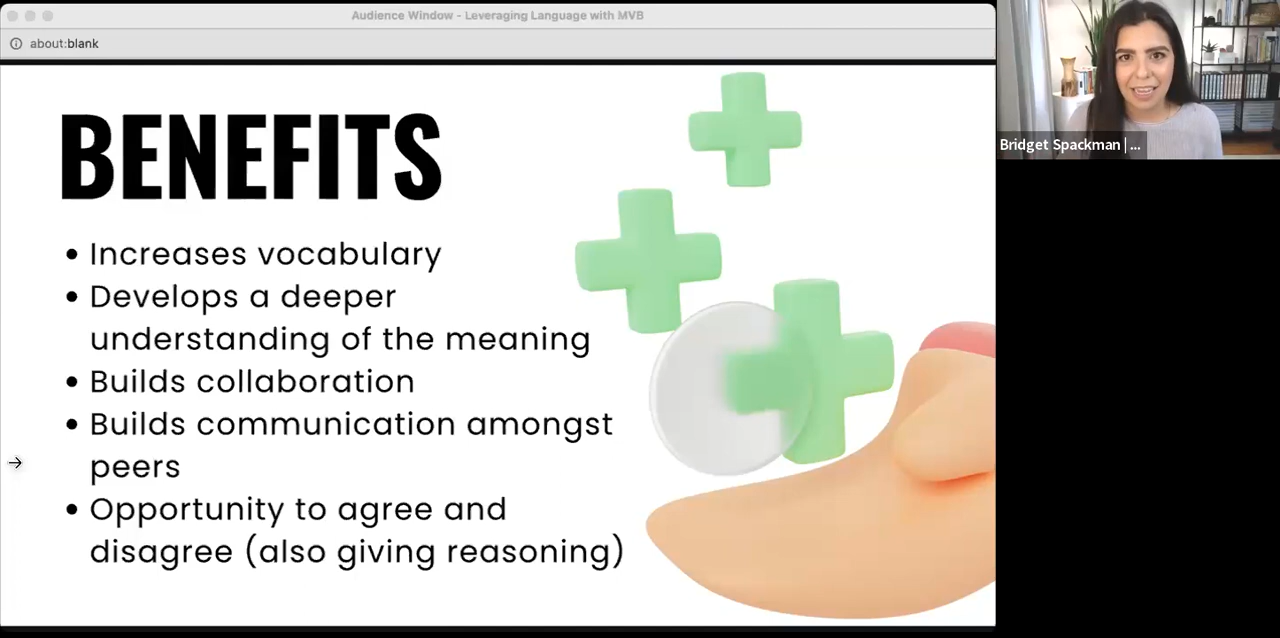 Audience Window - Leveraging Language with MVB
about:blank
BENEFITS
• Increases vocabulary
• Develops a deeper
understanding of the meaning
• Builds collaboration
• Builds communication amongst
peers
• Opportunity to agree and
disagree (also giving reasoning)
Bridget Spackman | ...